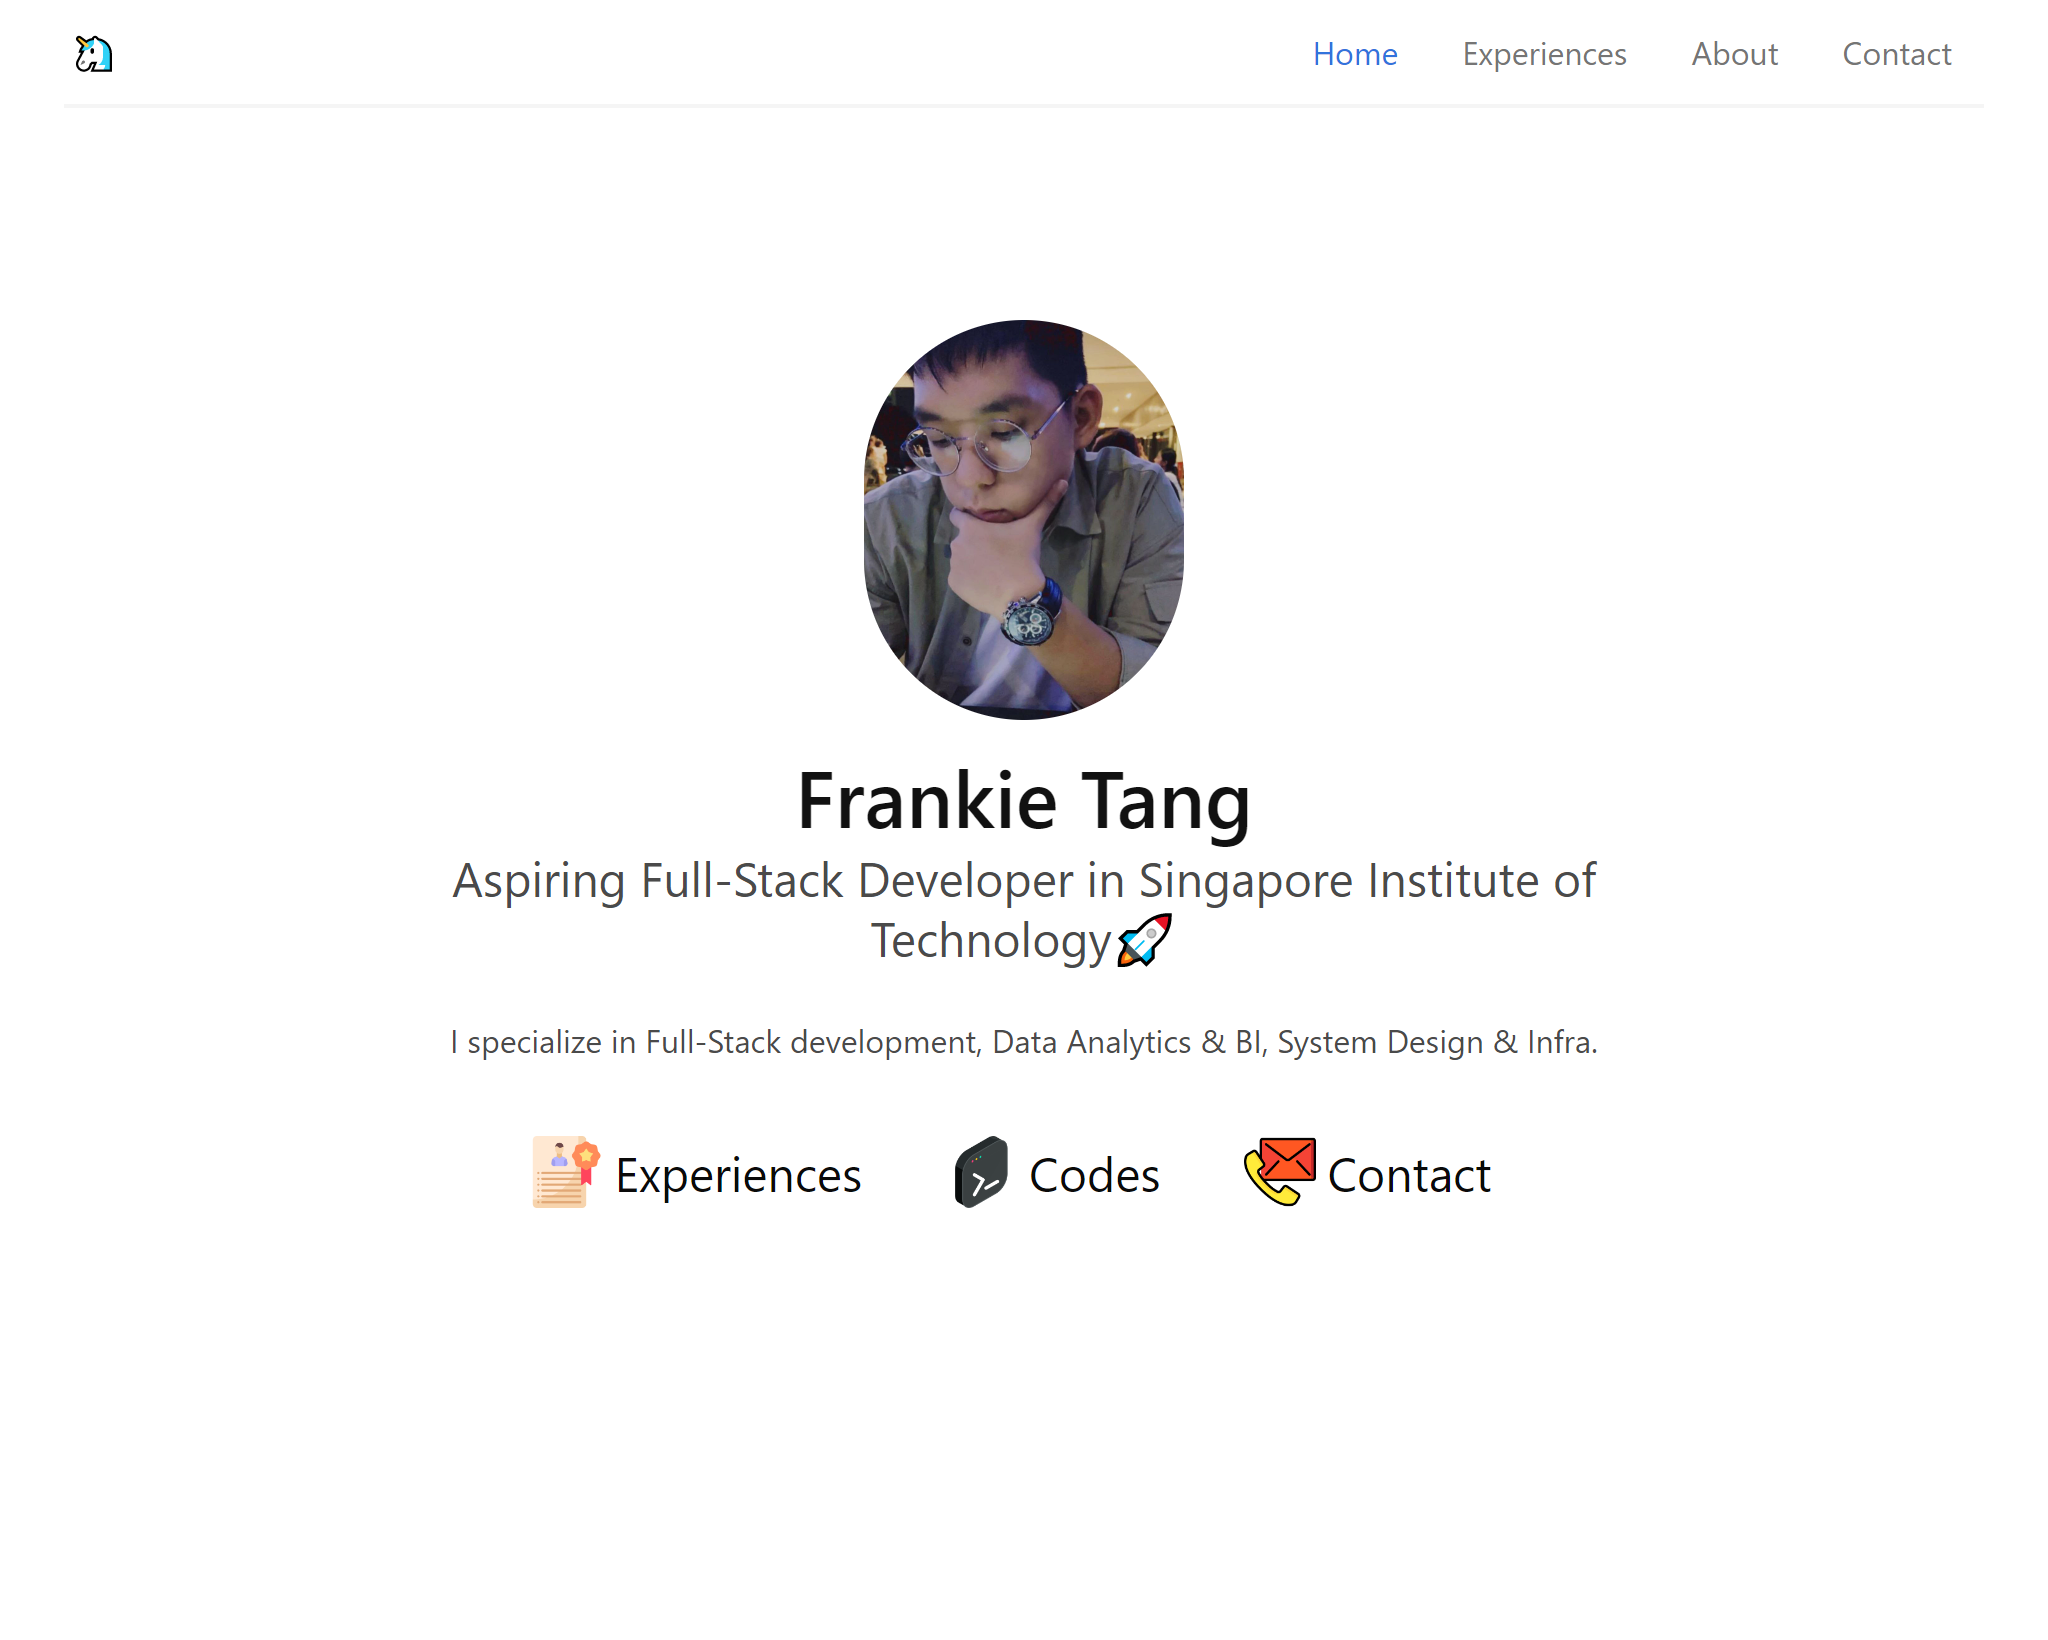 Home Experiences About Contact
Frankie Tang
Aspiring Full-Stack Developer in Singapore Institute of
Technology🚀
I specialize in Full-Stack development, Data Analytics & BI, System Design & Infra.
Experiences Codes Contact